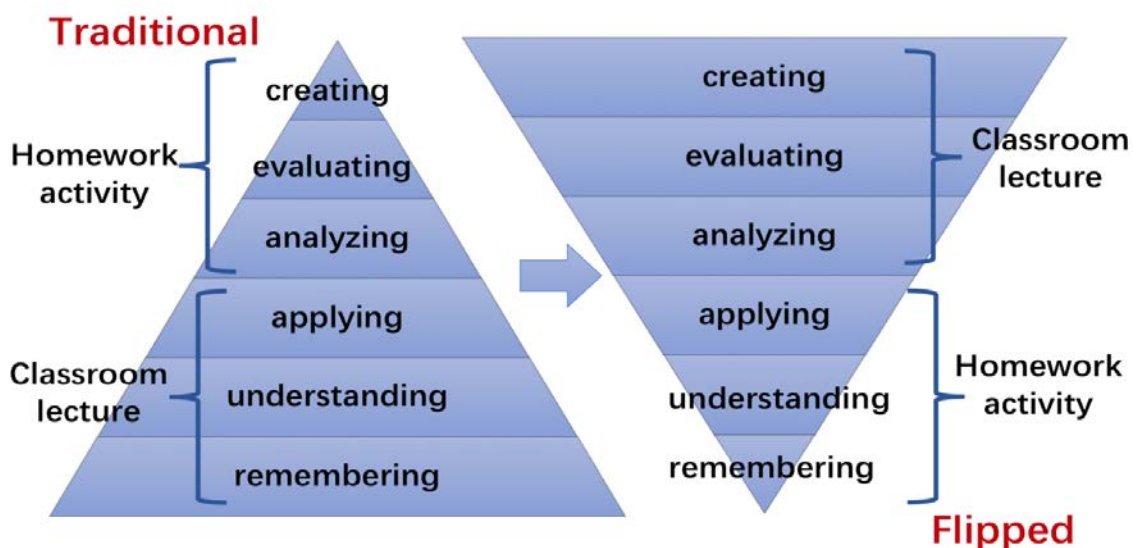 Traditional
creating
evaluating
analyzing
applying
understanding
remembering
Homework
activity
Classroom
lecture
creating
evaluating
analyzing
applying
understanding
remembering
Classroom
lecture
Homework
activity
Flipped